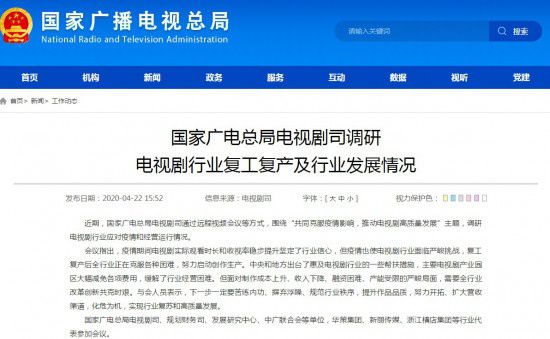 国家广播电视总局
National Radio and Television Administration
请输入关键词
首页 机构 新闻 政务 服务 互动 数据 视听 党建
首页> 新闻> 工作动态
国家广电总局电视剧司调研
电视剧行业复工复产及行业发展情况
发布日期：2020-04-22 15:52 信息来源：电视剧司 字体：[ 大 中 小 ] 视力保护色：
近期，国家广电总局电视剧司通过远程视频会议等方式，围绕“共同克服疫情影响，推动电视剧高质量发展”主题，调研
电视剧行业应对疫情和经营运行情况。
会议指出，疫情期间电视剧实际观看时长和收视率稳步提升坚定了行业信心，但疫情也使电视剧行业面临严峻挑战，复工
复产后全行业正在克服各种困难，努力启动创作生产。中央和地方出台了惠及电视剧行业的一些帮扶措施，主要电视剧产业园
区大幅减免各项费用，缓解了行业经营困难。但面对制作成本上升、收入下降、融资困难、产能受限的严峻局面，需要全行业
改革创新共克时艰。与会人员表示，下一步一定要苦练内功、摒弃浮躁、规范行业秩序，提升作品品质，努力开拓、扩大营收
渠道，化危为机，实现行业复苏和高质量发展。
国家广电总局电视剧司、规划财务司、发展研究中心、中广联合会等单位，华策集团、新丽传媒、浙江横店集团等行业代
表参加会议。